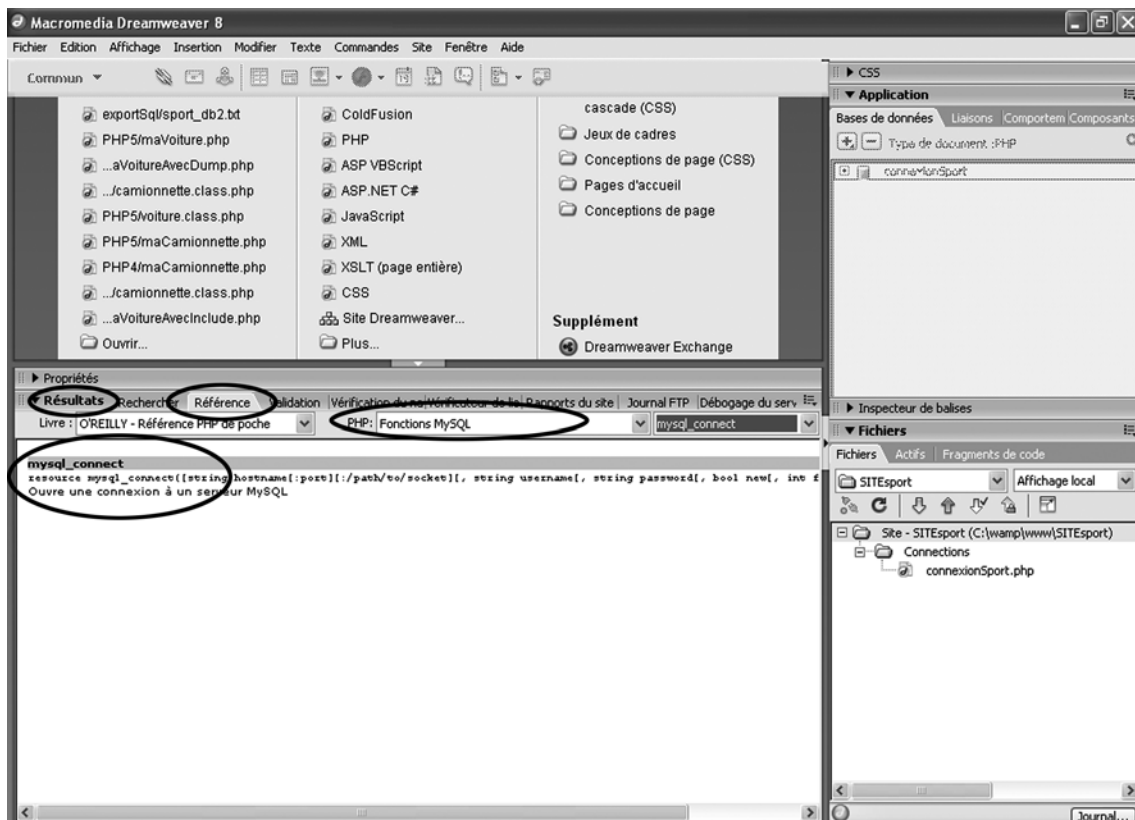 Macromedia Dreamweaver 8
Fichier Edition Affichage Insertion Modifier Texte Commandes Site Fenêtre Aide
Commun
exportSql/sport_db2.txt
PHP5/maVoiture.php
...aVoitureAvecDump.php
.../camionnette.class.php
PHP5/voiture.class.php
PHP5/maCamionnette.php
PHP4/maCamionnette.php
.../camionnette.class.php
...aVoitureAvecInclude.php
Ouvrir...
ColdFusion
PHP
ASP VBScript
ASP.NET C#
JavaScript
XML
XSLT (page entière)
CSS
Site Dreamweaver...
Plus...
cascade (CSS)
Jeux de cadres
Conceptions de page (CSS)
Pages d'accueil
Conceptions de page
Supplément
Dreamweaver Exchange
Propriétés
Résultats Rechercher Référence Validation Vérification du na Vérificateur de lie Rapports du site Journal FTP Débogage du serv
Livre : O'REILLY - Référence PHP de poche PHP: Fonctions MySQL mysql_connect
mysql_connect
resource mysql_connect([string hostname[:port][:/path/to/socket][, string username[, string password[, bool new[, int f
Ouvre une connexion à un serveur MySQL
CSS
Application
Bases de données Liaisons Comportem Composants
Type de document :PHP
connexionSport
Inspecteur de balises
Fichiers
Fichiers Actifs Fragments de code
SITEsport Affichage local
Site - SITEsport (C:\wamp\www\SITEsport)
Connections
connexionSport.php
Journal...